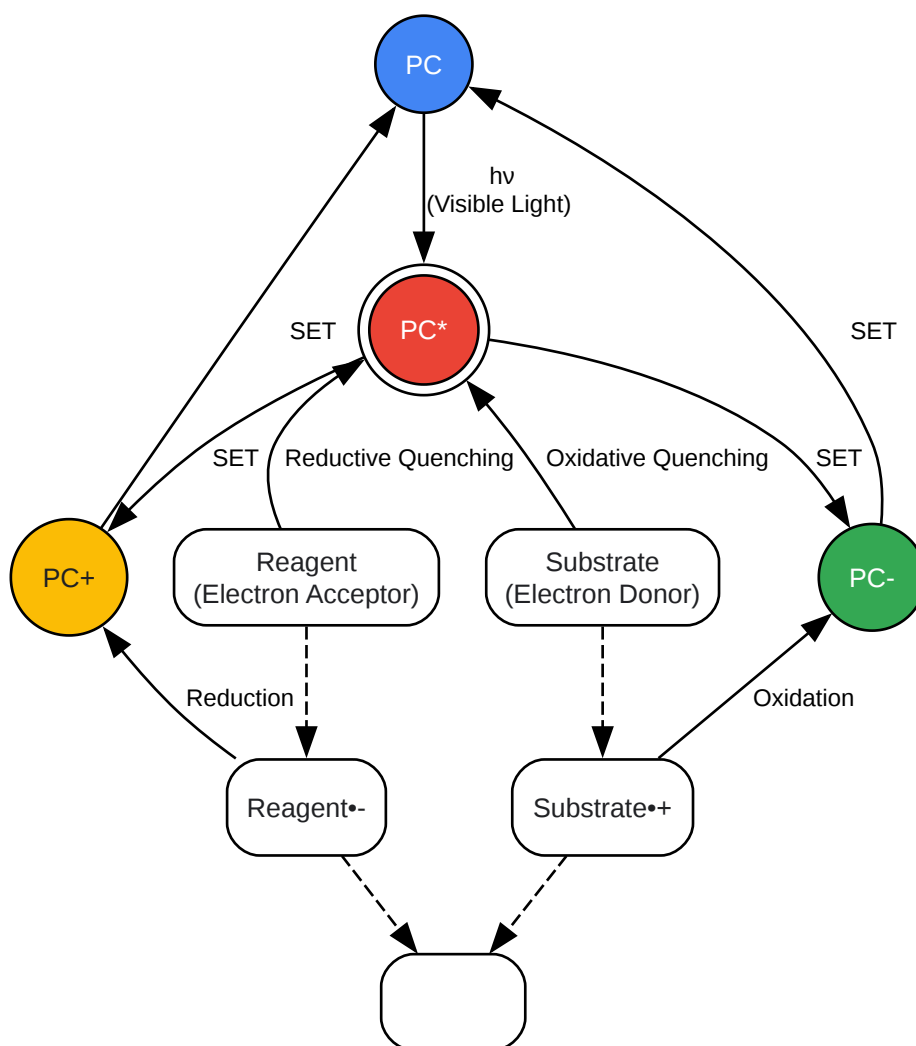 PC
hν
(Visible Light)
PC*
SET
SET
SET
Reductive Quenching
Oxidative Quenching
SET
PC+
Reagent
(Electron Acceptor)
Substrate
(Electron Donor)
PC-
Reduction
Oxidation
Reagent•-
Substrate•+